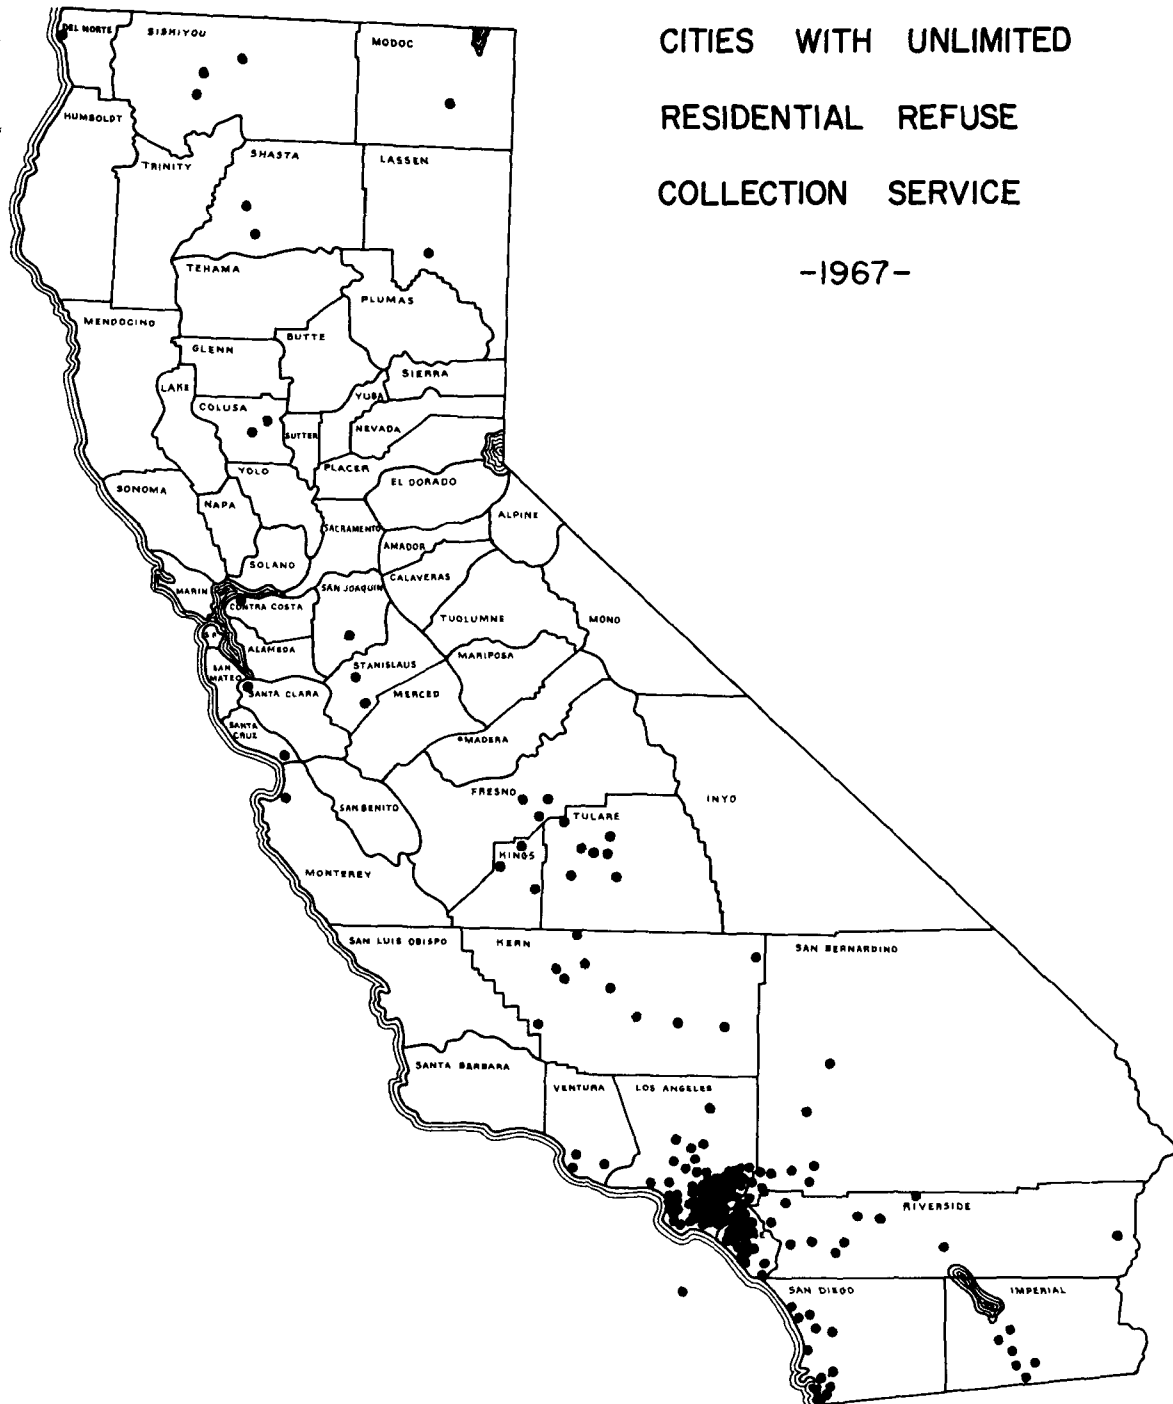 CITIES WITH UNLIMITED
RESIDENTIAL REFUSE
COLLECTION SERVICE
-1967-
DEL NORTE
SISKIYOU
MODOC
HUMBOLDT
TRINITY
SHASTA
LASSEN
TEHAMA
PLUMAS
MENDOCINO
GLENN
BUTTE
SIERRA
LAKE
COLUSA
YUBA
SUTTER
NEVADA
YOLO
PLACER
EL DORADO
SONOMA
NAPA
SACRAMENTO
ALPINE
AMADOR
SOLANO
MARIN
CONTRA COSTA
SAN JOAQUIN
CALAVERAS
TUOLUMNE
MONO
S.F.
ALAMEDA
STANISLAUS
MARIPOSA
SAN
MATEO
SANTA CLARA
MERCED
SANTA
CRUZ
MADERA
FRESNO
SAN BENITO
TULARE
INYO
KINGS
MONTEREY
SAN LUIS OBISPO
KERN
SAN BERNARDINO
SANTA BARBARA
VENTURA
LOS ANGELES
RIVERSIDE
SAN DIEGO
IMPERIAL